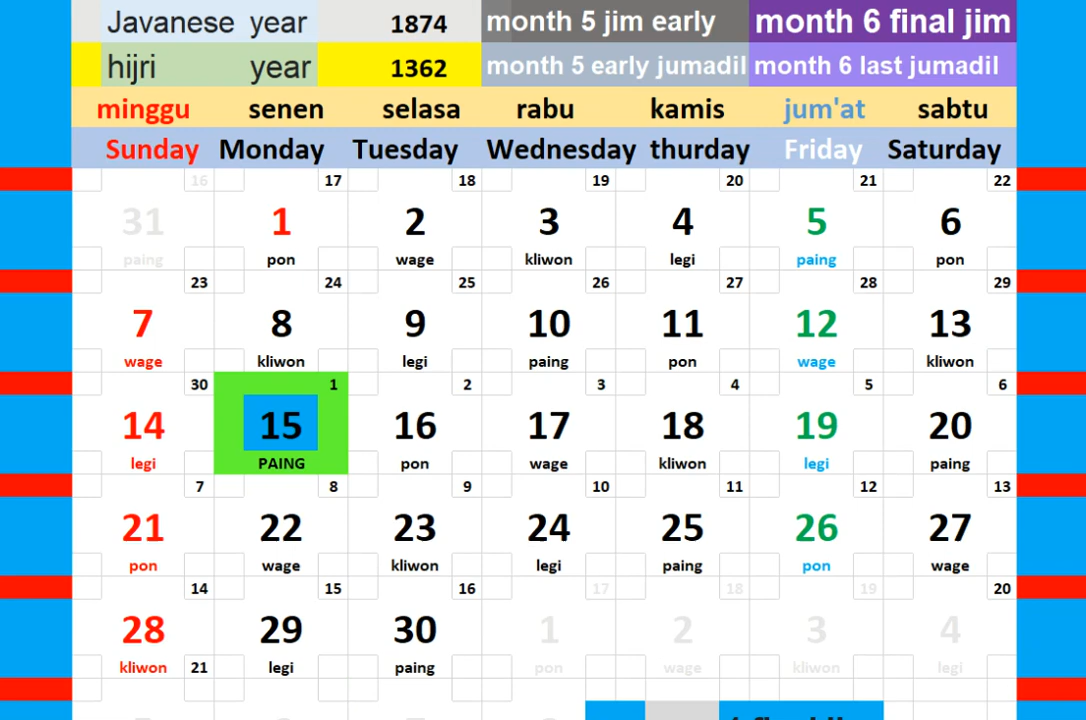 Javanese year 1874 month 5 jim early month 6 final jim
hijri year 1362 month 5 early jumadil month 6 last jumadil
minggu senen selasa rabu kamis jum'at sabtu
Sunday Monday Tuesday Wednesday thurday Friday Saturday
16 17 18 19 20 21 22
31 1 2 3 4 5 6
paing pon wage kliwon legi paing pon
23 24 25 26 27 28 29
7 8 9 10 11 12 13
wage kliwon legi paing pon wage kliwon
30 1 2 3 4 5 6
14 15 16 17 18 19 20
legi PAING pon wage kliwon legi paing
7 8 9 10 11 12 13
21 22 23 24 25 26 27
pon wage kliwon legi paing pon wage
14 15 16 17 18 19 20
28 29 30 1 2 3 4
kliwon 21 legi paing pon wage kliwon legi